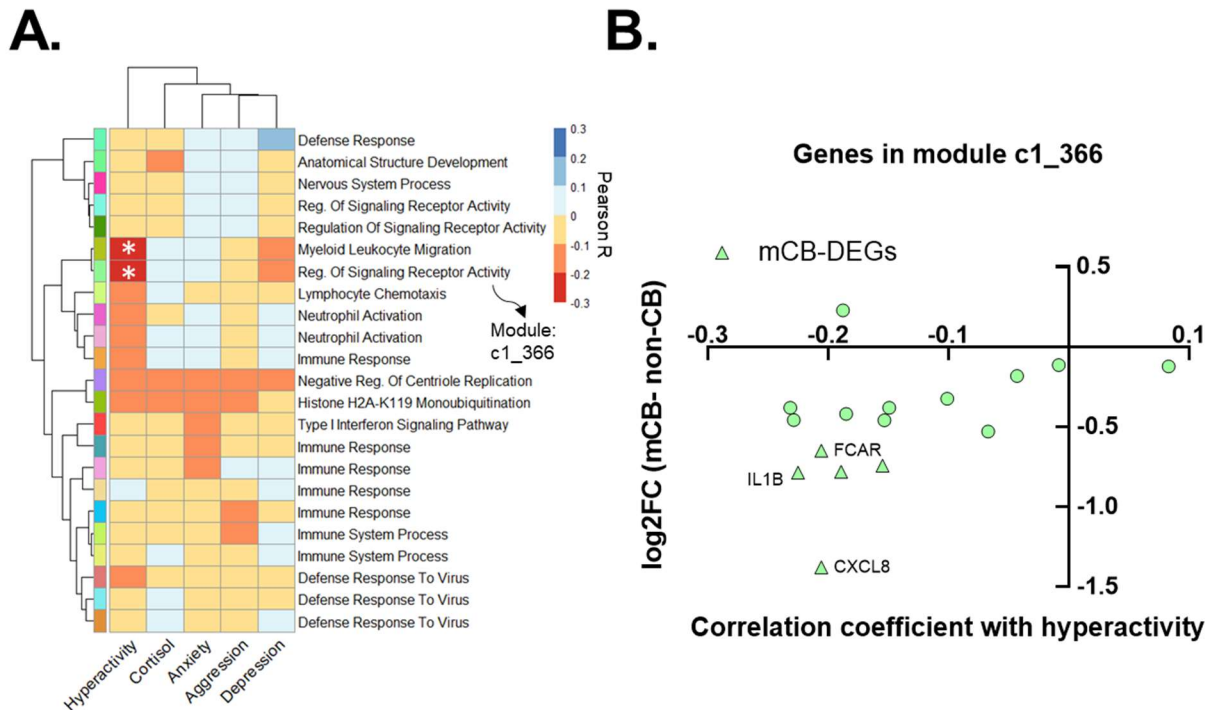 A.
Defense Response
Anatomical Structure Development
Nervous System Process
Reg. Of Signaling Receptor Activity
Regulation Of Signaling Receptor Activity
Myeloid Leukocyte Migration
Reg. Of Signaling Receptor Activity
Lymphocyte Chemotaxis
Neutrophil Activation
Neutrophil Activation
Immune Response
Negative Reg. Of Centriole Replication
Histone H2A-K119 Monoubiquitination
Type I Interferon Signaling Pathway
Immune Response
Immune Response
Immune Response
Immune Response
Immune System Process
Immune System Process
Defense Response To Virus
Defense Response To Virus
Defense Response To Virus
*
*
Hyperactivity
Cortisol
Anxiety
Aggression
Depression
0.3
0.2
0.1
0
-0.1
-0.2
-0.3
Pearson R
Module:
c1_366
B.
Genes in module c1_366
mCB-DEGs
0.5
-0.3
-0.2
-0.1
0.1
-0.5
-1.0
-1.5
FCAR
IL1B
CXCL8
log2FC (mCB- non-CB)
Correlation coefficient with hyperactivity